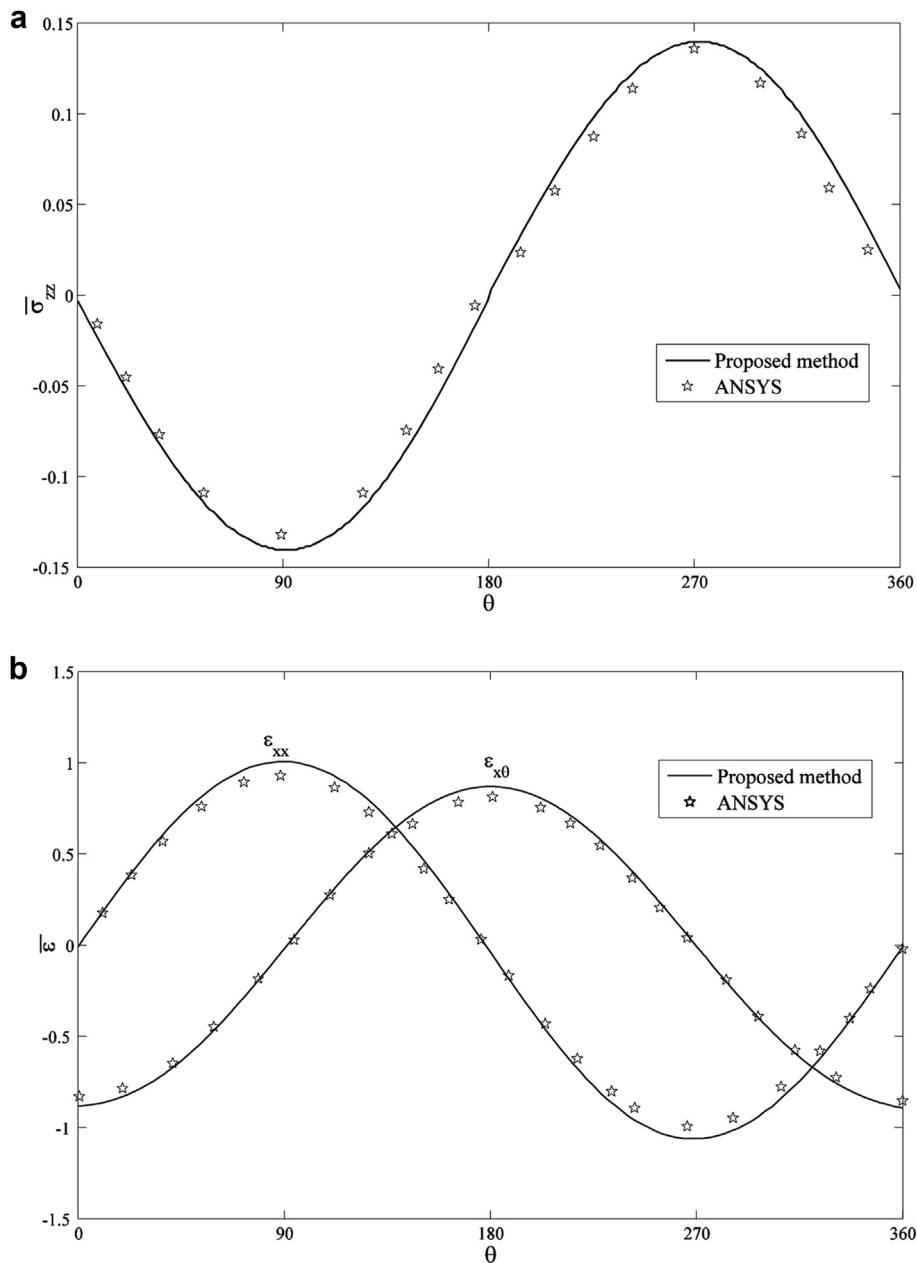 a
0.15
0.1
0.05
0
-0.05
-0.1
-0.15
σ̅zz
Proposed method
ANSYS
0 90 180 270 360
θ
b
1.5
1
0.5
0
-0.5
-1
-1.5
ε̅
εxx
εxθ
Proposed method
ANSYS
0 90 180 270 360
θ